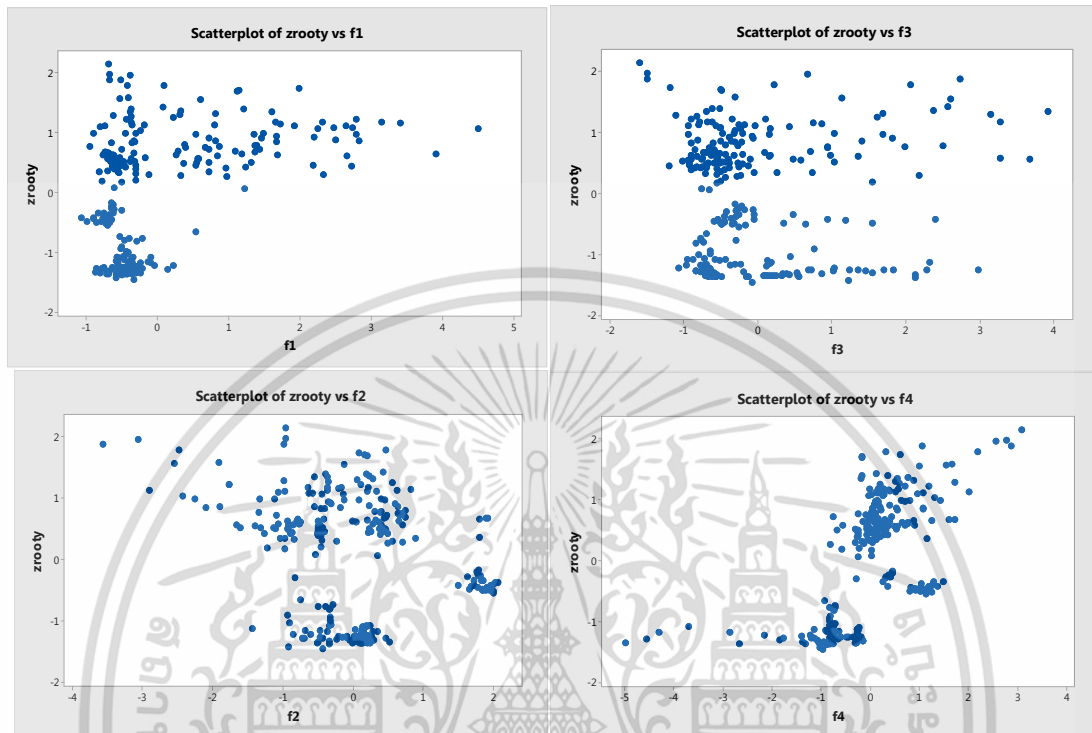 Scatterplot of zrooty vs f1
zrooty
2
1
0
-1
-2
-1 0 1 2 3 4 5
f1
Scatterplot of zrooty vs f3
zrooty
2
1
0
-1
-2
-2 -1 0 1 2 3 4
f3
Scatterplot of zrooty vs f2
zrooty
2
1
0
-1
-2
-4 -3 -2 -1 0 1 2
f2
Scatterplot of zrooty vs f4
zrooty
2
1
0
-1
-2
-5 -4 -3 -2 -1 0 1 2 3 4
f4